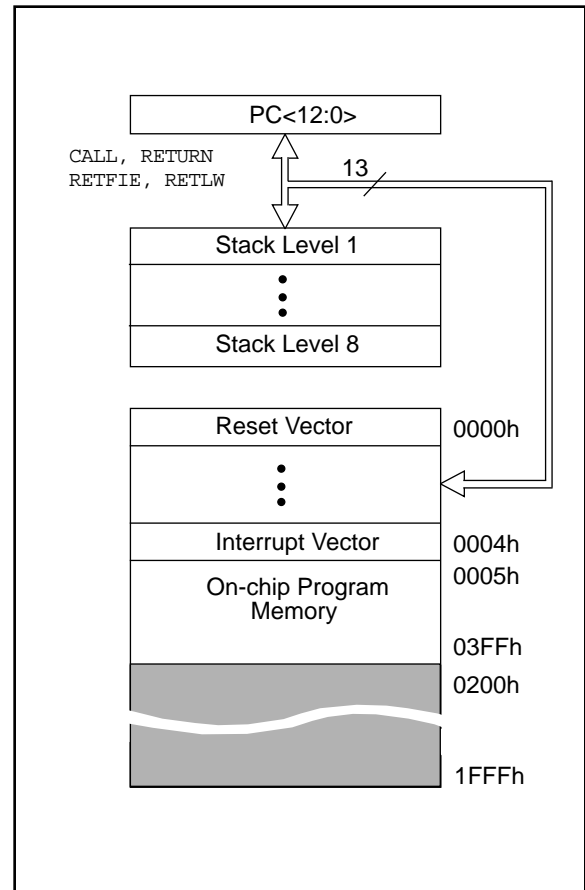 PC<12:0>
CALL, RETURN
RETFIE, RETLW
13
Stack Level 1
Stack Level 8
Reset Vector
0000h
Interrupt Vector
0004h
0005h
On-chip Program
Memory
03FFh
0200h
1FFFh